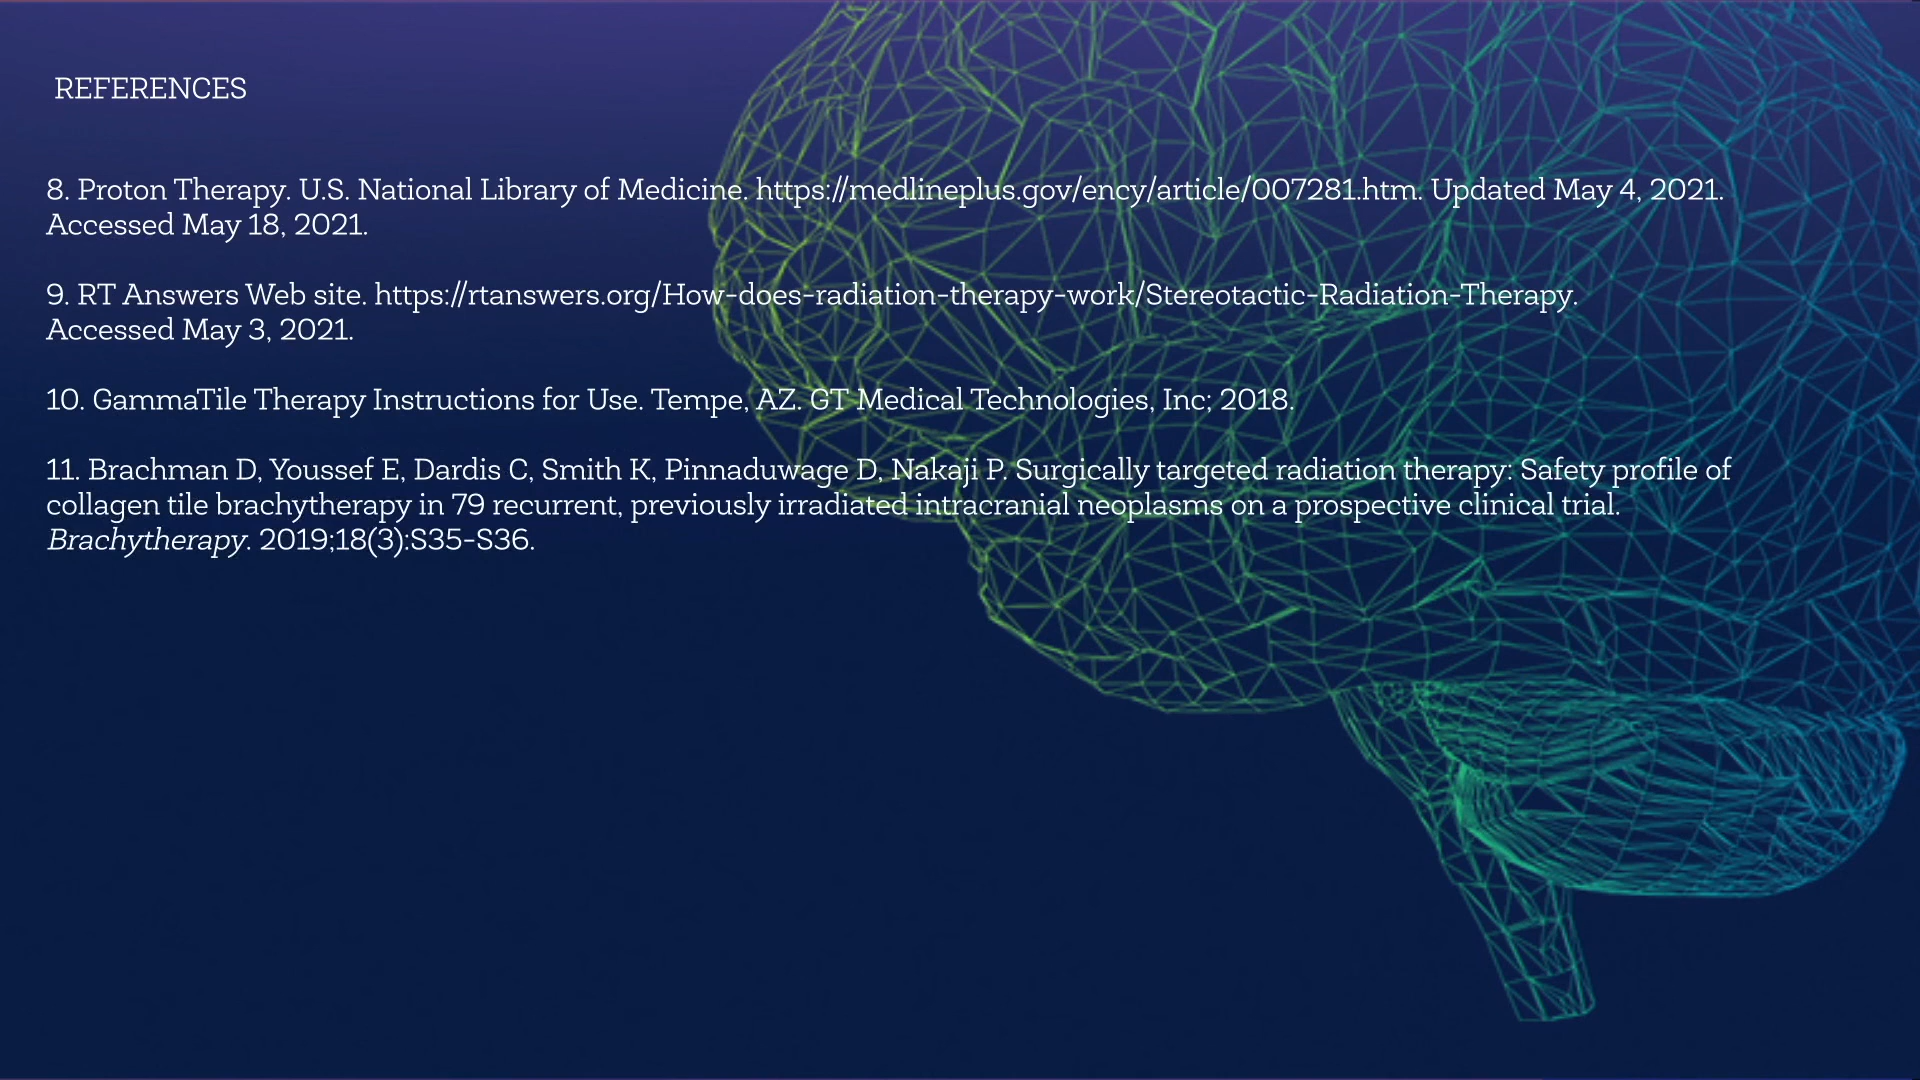 REFERENCES
8. Proton Therapy. U.S. National Library of Medicine. https://medlineplus.gov/ency/article/007281.htm. Updated May 4, 2021.
Accessed May 18, 2021.
9. RT Answers Web site. https://rtanswers.org/How-does-radiation-therapy-work/Stereotactic-Radiation-Therapy.
Accessed May 3, 2021.
10. GammaTile Therapy Instructions for Use. Tempe, AZ. GT Medical Technologies, Inc; 2018.
11. Brachman D, Youssef E, Dardis C, Smith K, Pinnaduwage D, Nakaji P. Surgically targeted radiation therapy: Safety profile of
collagen tile brachytherapy in 79 recurrent, previously irradiated intracranial neoplasms on a prospective clinical trial.
Brachytherapy. 2019;18(3):S35-S36.